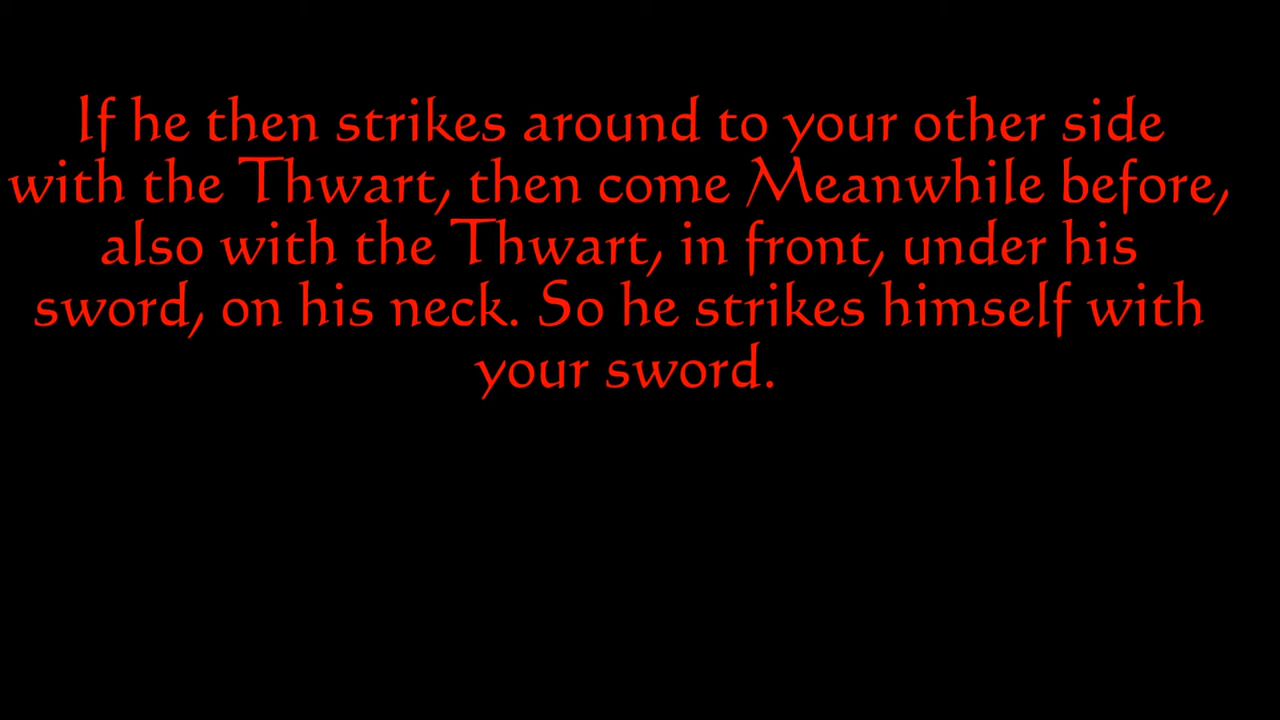 If he then strikes around to your other side
with the Thwart, then come Meanwhile before,
also with the Thwart, in front, under his
sword, on his neck. So he strikes himself with
your sword.